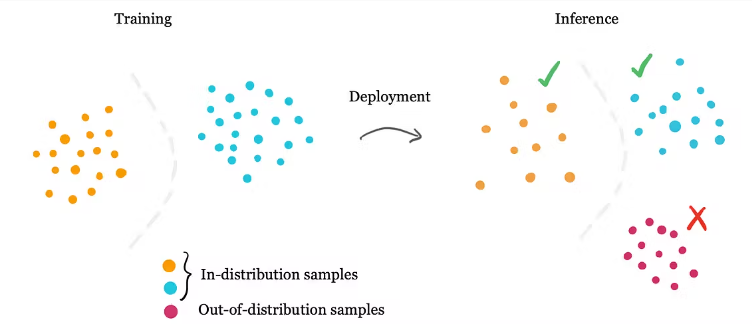 Training
Inference
Deployment
In-distribution samples
Out-of-distribution samples